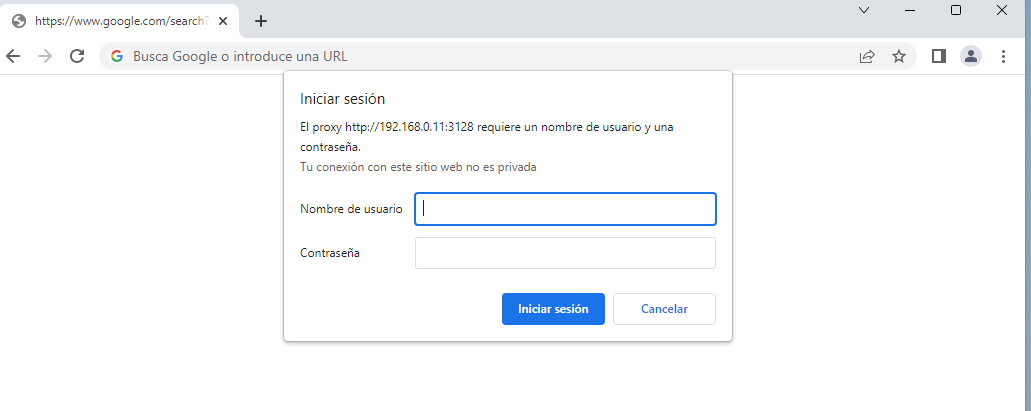 https://www.google.com/search?
Busca Google o introduce una URL
Iniciar sesión
El proxy http://192.168.0.11:3128 requiere un nombre de usuario y una
contraseña.
Tu conexión con este sitio web no es privada
Nombre de usuario
Contraseña
Iniciar sesión
Cancelar